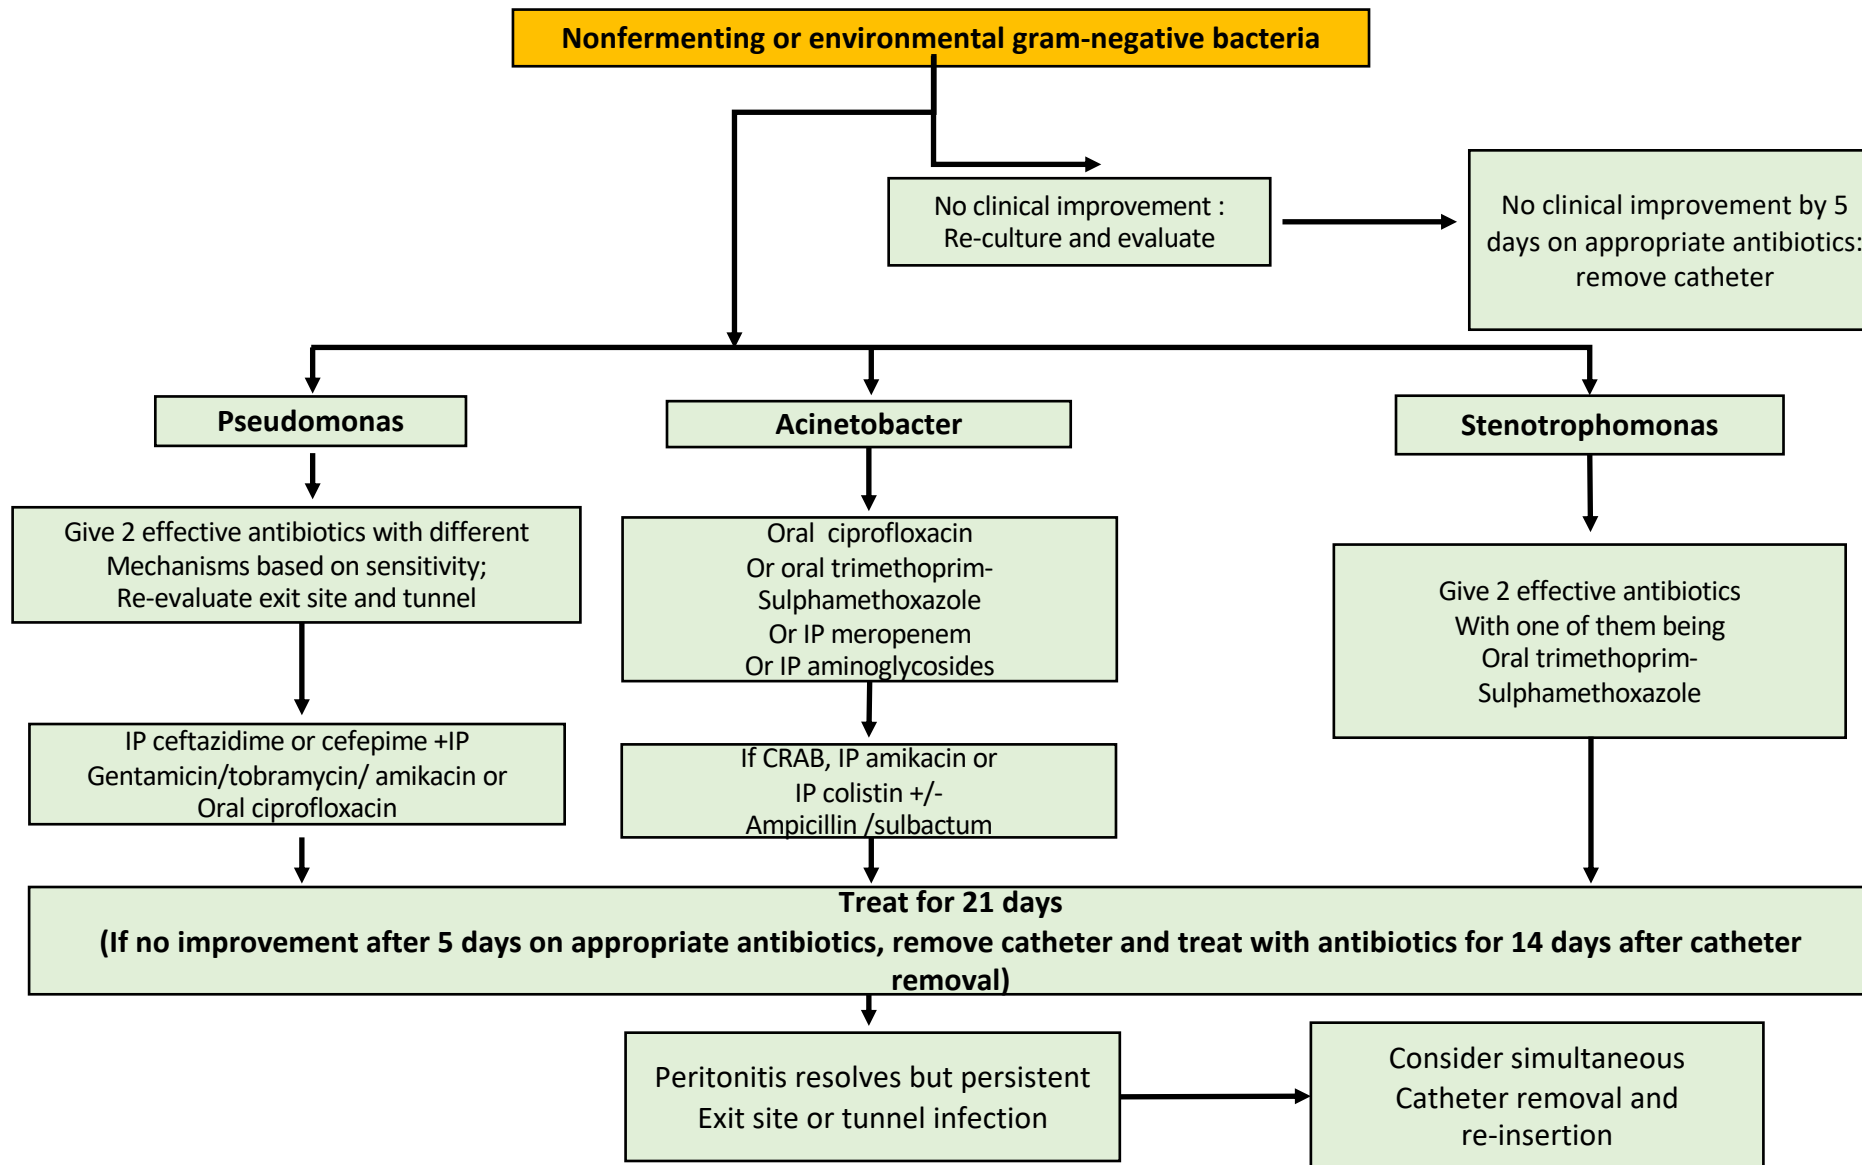 Nonfermenting or environmental gram-negative bacteria
No clinical improvement :
Re-culture and evaluate
No clinical improvement by 5
days on appropriate antibiotics:
remove catheter
Pseudomonas
Acinetobacter
Stenotrophomonas
Give 2 effective antibiotics with different
Mechanisms based on sensitivity;
Re-evaluate exit site and tunnel
Oral ciprofloxacin
Or oral trimethoprim-
Sulphamethoxazole
Or IP meropenem
Or IP aminoglycosides
Give 2 effective antibiotics
With one of them being
Oral trimethoprim-
Sulphamethoxazole
IP ceftazidime or cefepime +IP
Gentamicin/tobramycin/ amikacin or
Oral ciprofloxacin
If CRAB, IP amikacin or
IP colistin +/-
Ampicillin /sulbactum
Treat for 21 days
(If no improvement after 5 days on appropriate antibiotics, remove catheter and treat with antibiotics for 14 days after catheter
removal)
Peritonitis resolves but persistent
Exit site or tunnel infection
Consider simultaneous
Catheter removal and
re-insertion